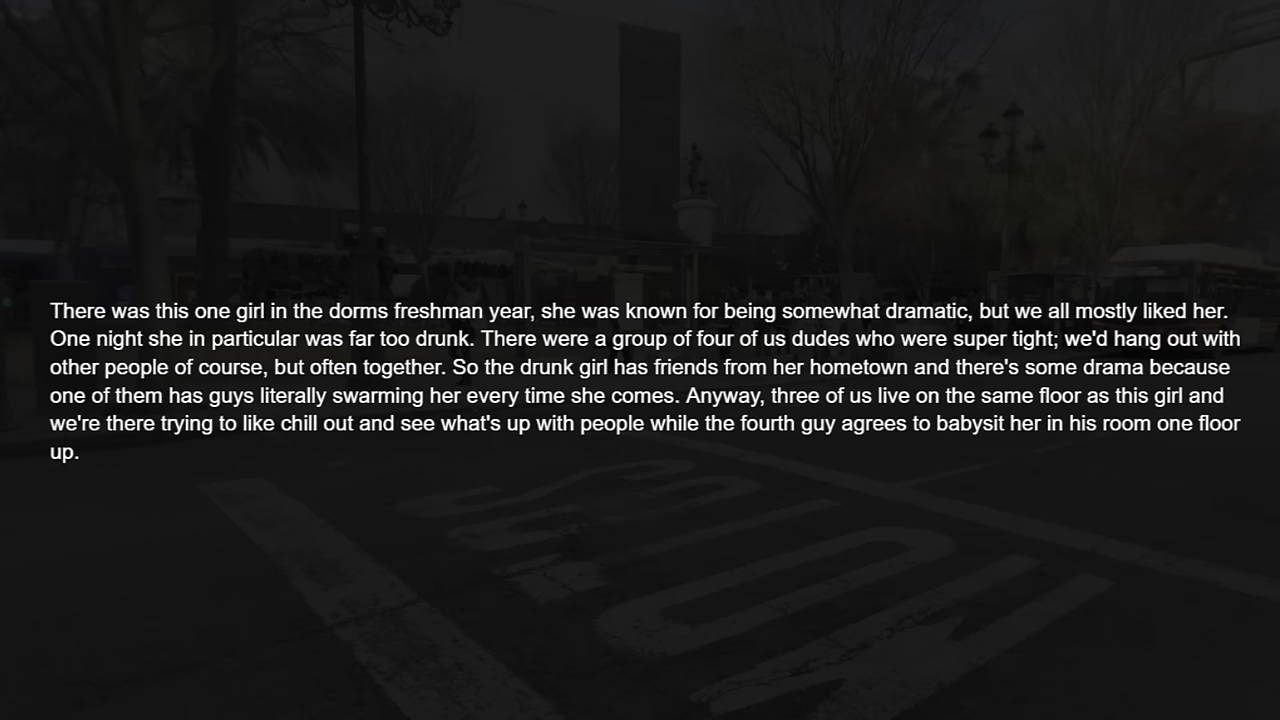 There was this one girl in the dorms freshman year, she was known for being somewhat dramatic, but we all mostly liked her.
One night she in particular was far too drunk. There were a group of four of us dudes who were super tight; we'd hang out with
other people of course, but often together. So the drunk girl has friends from her hometown and there's some drama because
one of them has guys literally swarming her every time she comes. Anyway, three of us live on the same floor as this girl and
we're there trying to like chill out and see what's up with people while the fourth guy agrees to babysit her in his room one floor
up.